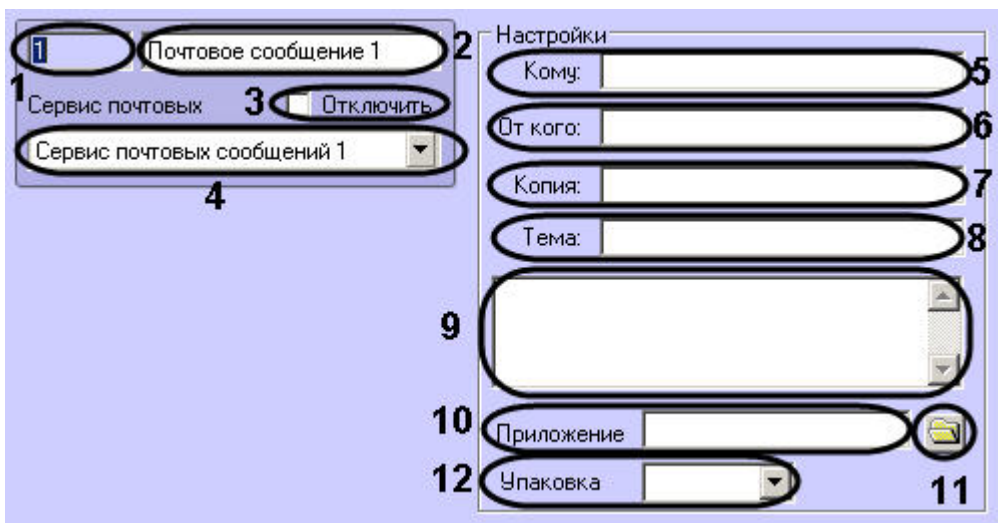 1 Почтовое сообщение 1 2
1
Сервис почтовых 3 Отключить
Сервис почтовых сообщений 1
4
Настройки
Кому: 5
От кого: 6
Копия: 7
Тема: 8
9
10 Приложение
11
12 Упаковка